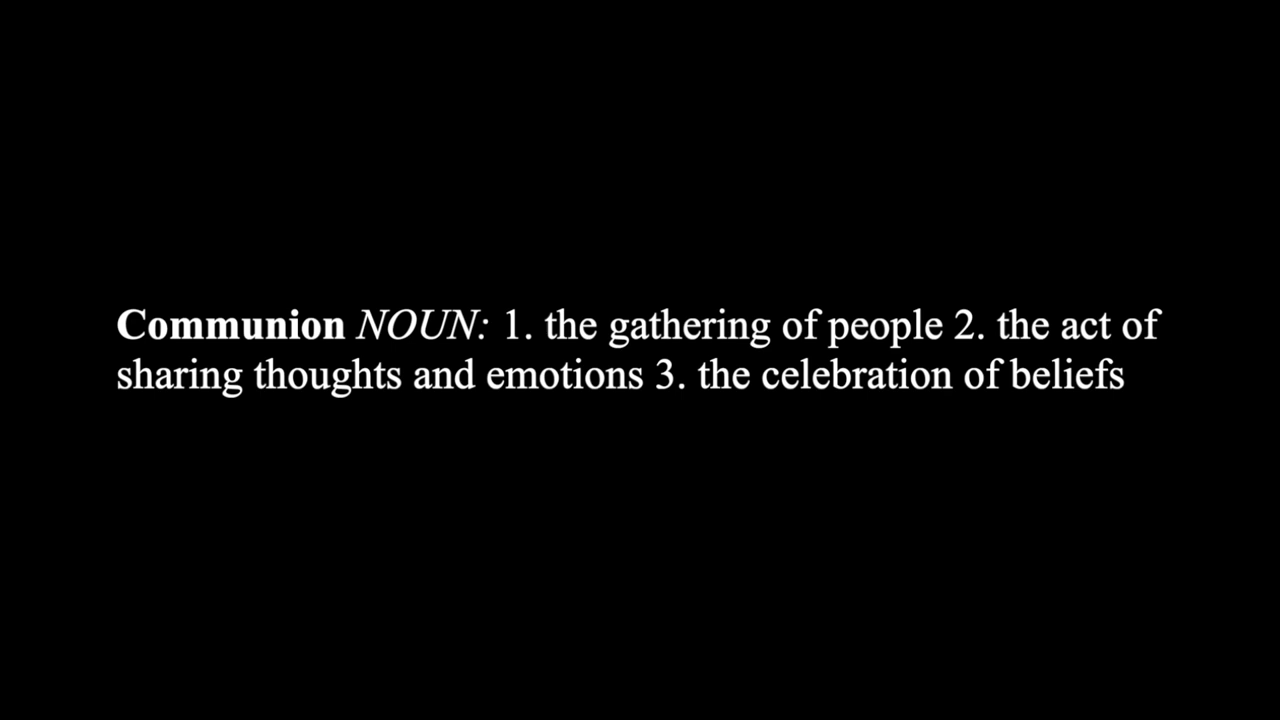 Communion NOUN: 1. the gathering of people 2. the act of
sharing thoughts and emotions 3. the celebration of beliefs